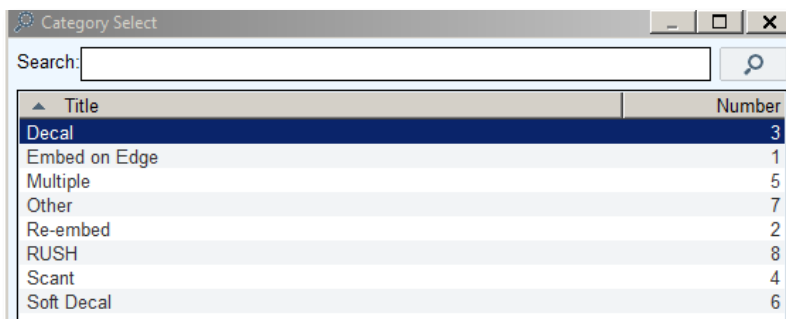 Category Select
Search:
Title Number
Decal 3
Embed on Edge 1
Multiple 5
Other 7
Re-embed 2
RUSH 8
Scant 4
Soft Decal 6